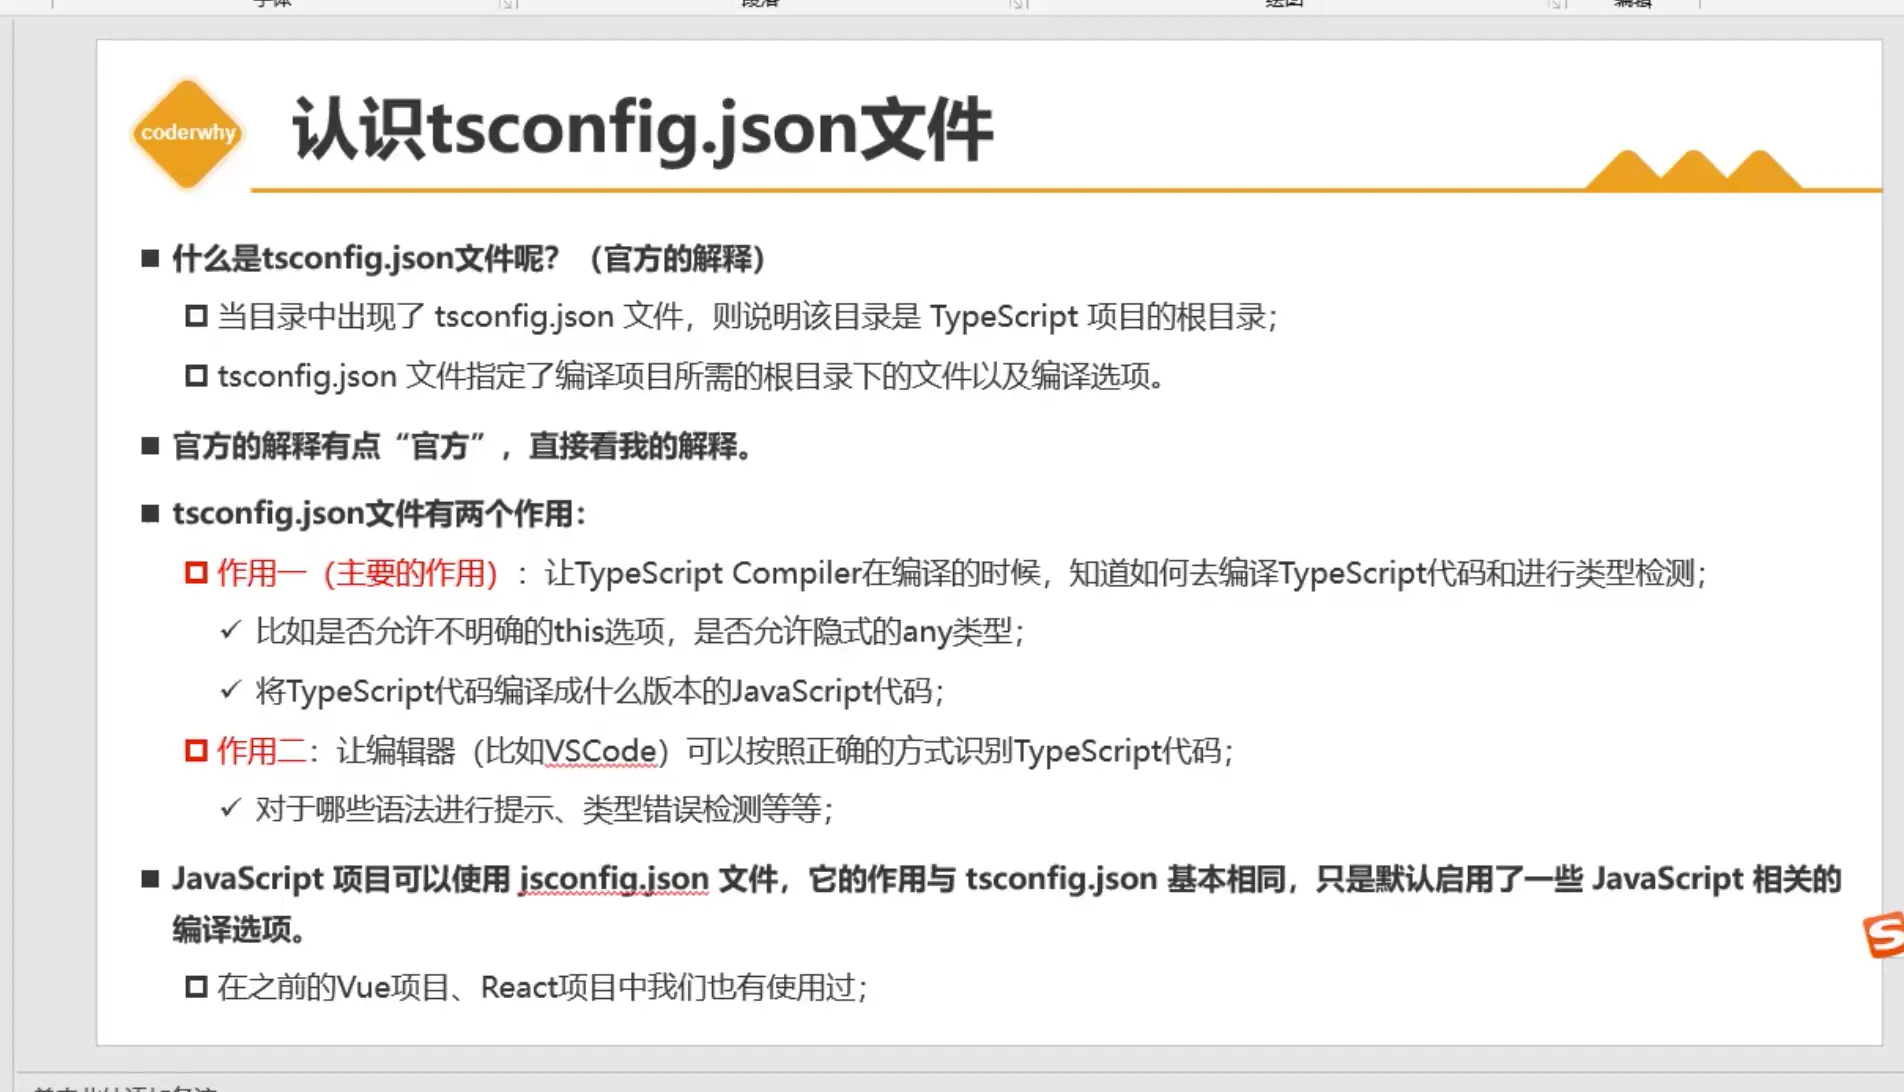 字体 段落 绘图 编辑
coderwhy
认识tsconfig.json文件
什么是tsconfig.json文件呢？（官方的解释）
当目录中出现了 tsconfig.json 文件，则说明该目录是 TypeScript 项目的根目录；
tsconfig.json 文件指定了编译项目所需的根目录下的文件以及编译选项。
官方的解释有点“官方”，直接看我的解释。
tsconfig.json文件有两个作用：
作用一（主要的作用）：让TypeScript Compiler在编译的时候，知道如何去编译TypeScript代码和进行类型检测；
✓ 比如是否允许不明确的this选项，是否允许隐式的any类型；
✓ 将TypeScript代码编译成什么版本的JavaScript代码；
作用二：让编辑器（比如VSCode）可以按照正确的方式识别TypeScript代码；
✓ 对于哪些语法进行提示、类型错误检测等等；
JavaScript 项目可以使用 jsconfig.json 文件，它的作用与 tsconfig.json 基本相同，只是默认启用了一些 JavaScript 相关的
编译选项。
在之前的Vue项目、React项目中我们也有使用过；